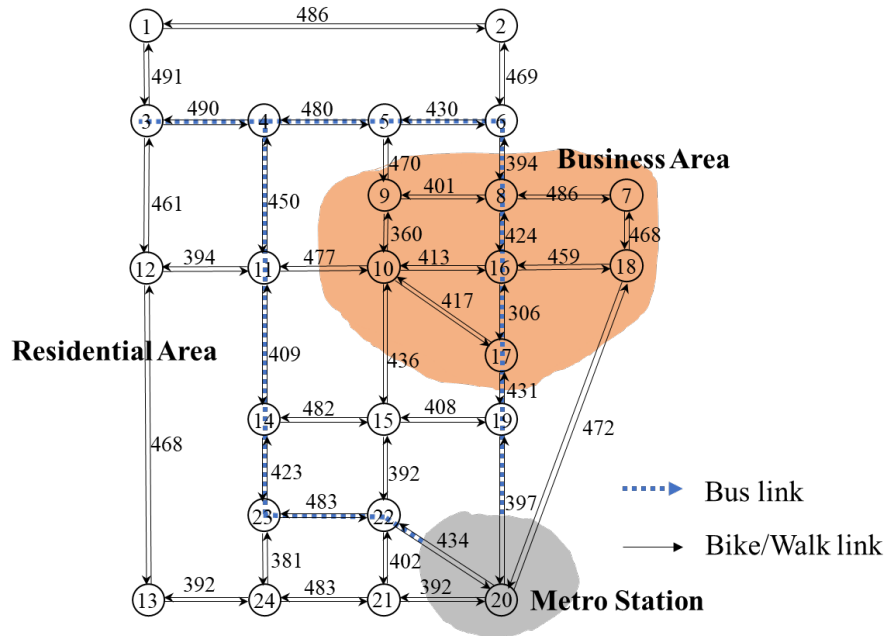 486
1 2
491 469
490 480 430
3 4 5 6
394 Business Area
470
401 486
9 8 7
461 450
360 424 468
394 477 413 459
12 11 10 16 18
417 306
Residential Area
17
409 436 431
482 408 472
14 15 19
468
423 392
483 397 Bus link
23 22
434 Bike/Walk link
381 402
392 483 392
13 24 21 20 Metro Station